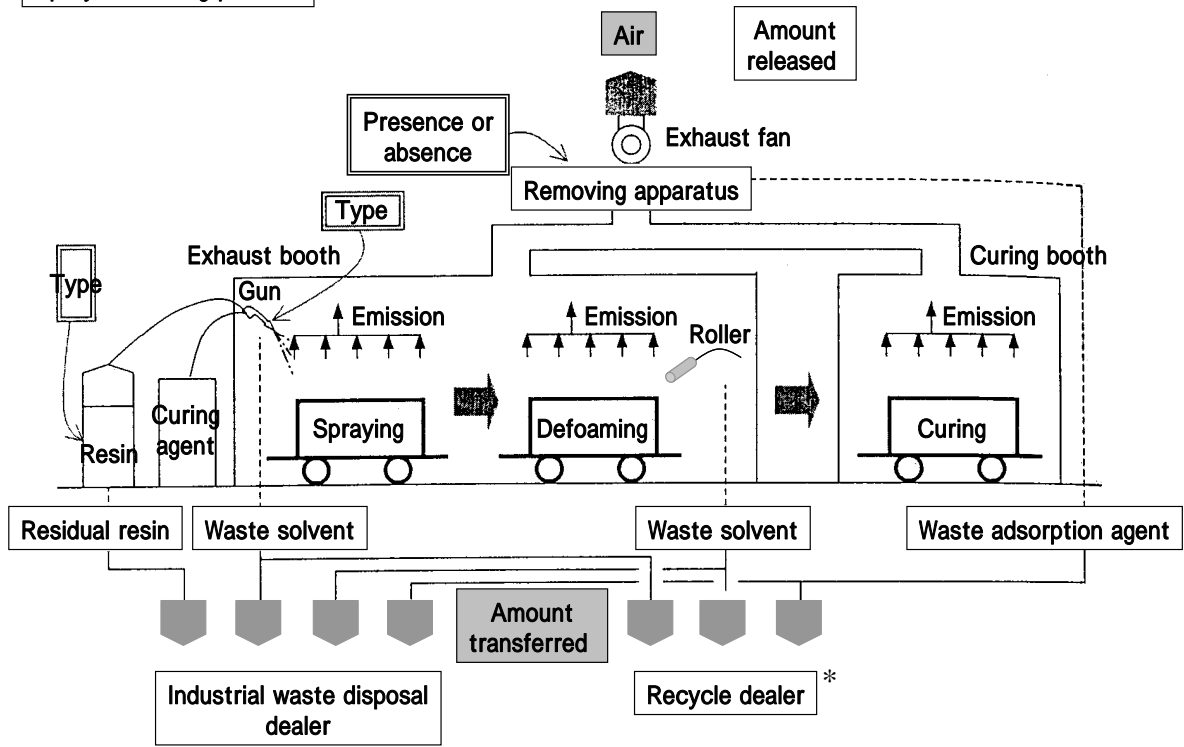 Air
Amount
released
Presence or
absence
Exhaust fan
Removing apparatus
Type
Exhaust booth
Curing booth
Type
Gun
Emission
Emission
Emission
Roller
Curing
agent
Resin
Spraying
Defoaming
Curing
Residual resin
Waste solvent
Waste solvent
Waste adsorption agent
Amount
transferred
Industrial waste disposal
dealer
Recycle dealer *